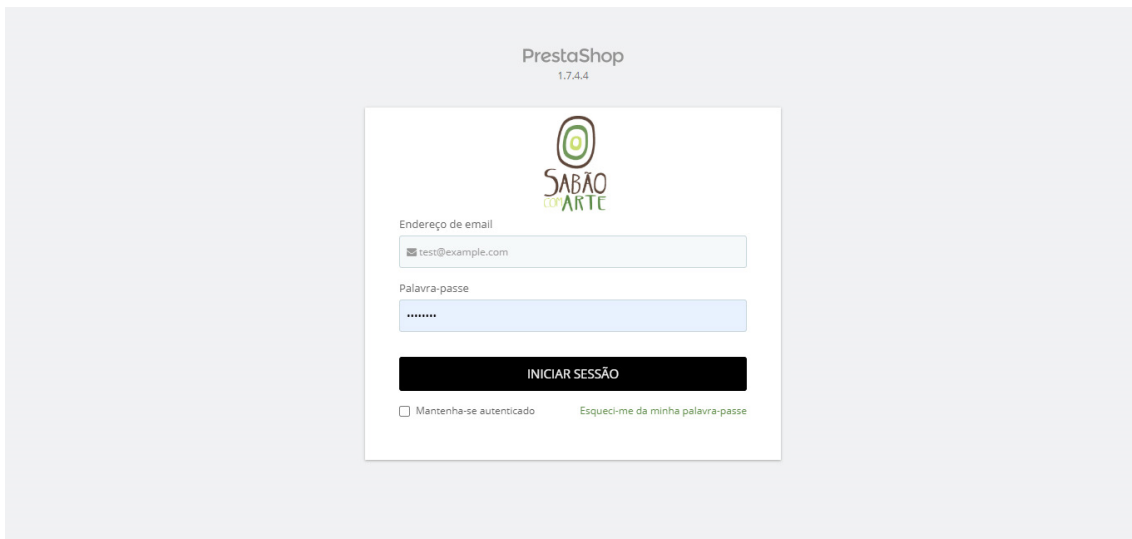 PrestaShop
1.7.4.4
SABÃO
COM ARTE
Endereço de email
test@example.com
Palavra-passe
••••••••
INICIAR SESSÃO
Mantenha-se autenticado Esqueci-me da minha palavra-passe